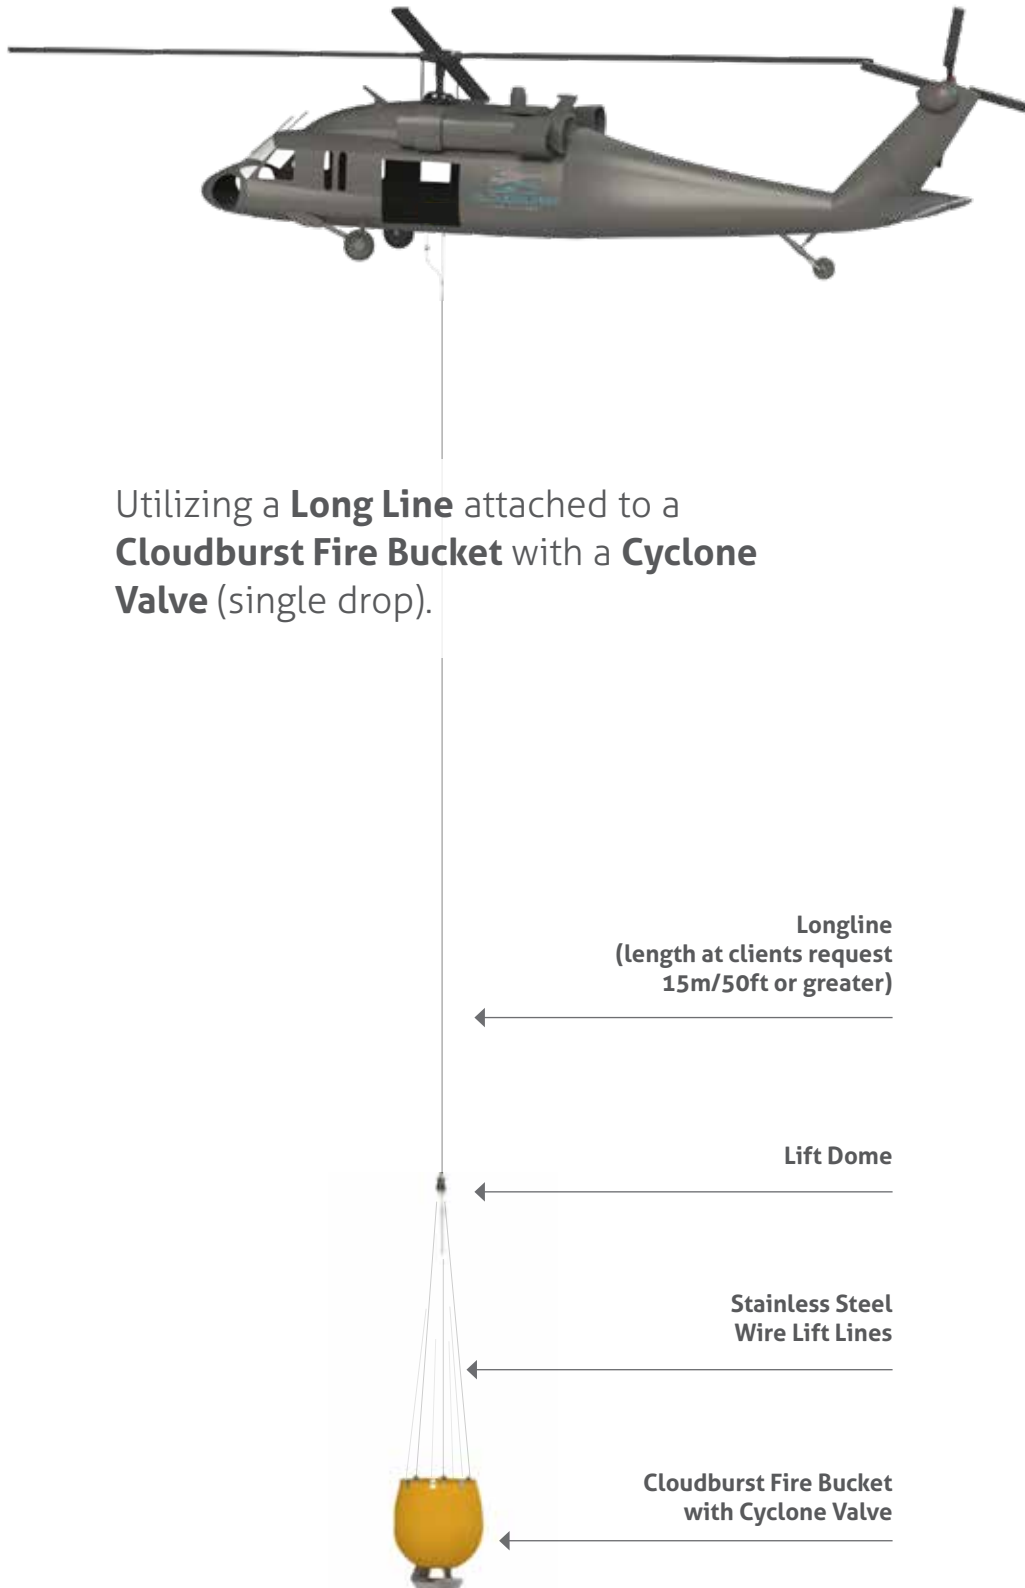 Utilizing a Long Line attached to a
Cloudburst Fire Bucket with a Cyclone
Valve (single drop).
Longline
(length at clients request
15m/50ft or greater)
Lift Dome
Stainless Steel
Wire Lift Lines
Cloudburst Fire Bucket
with Cyclone Valve